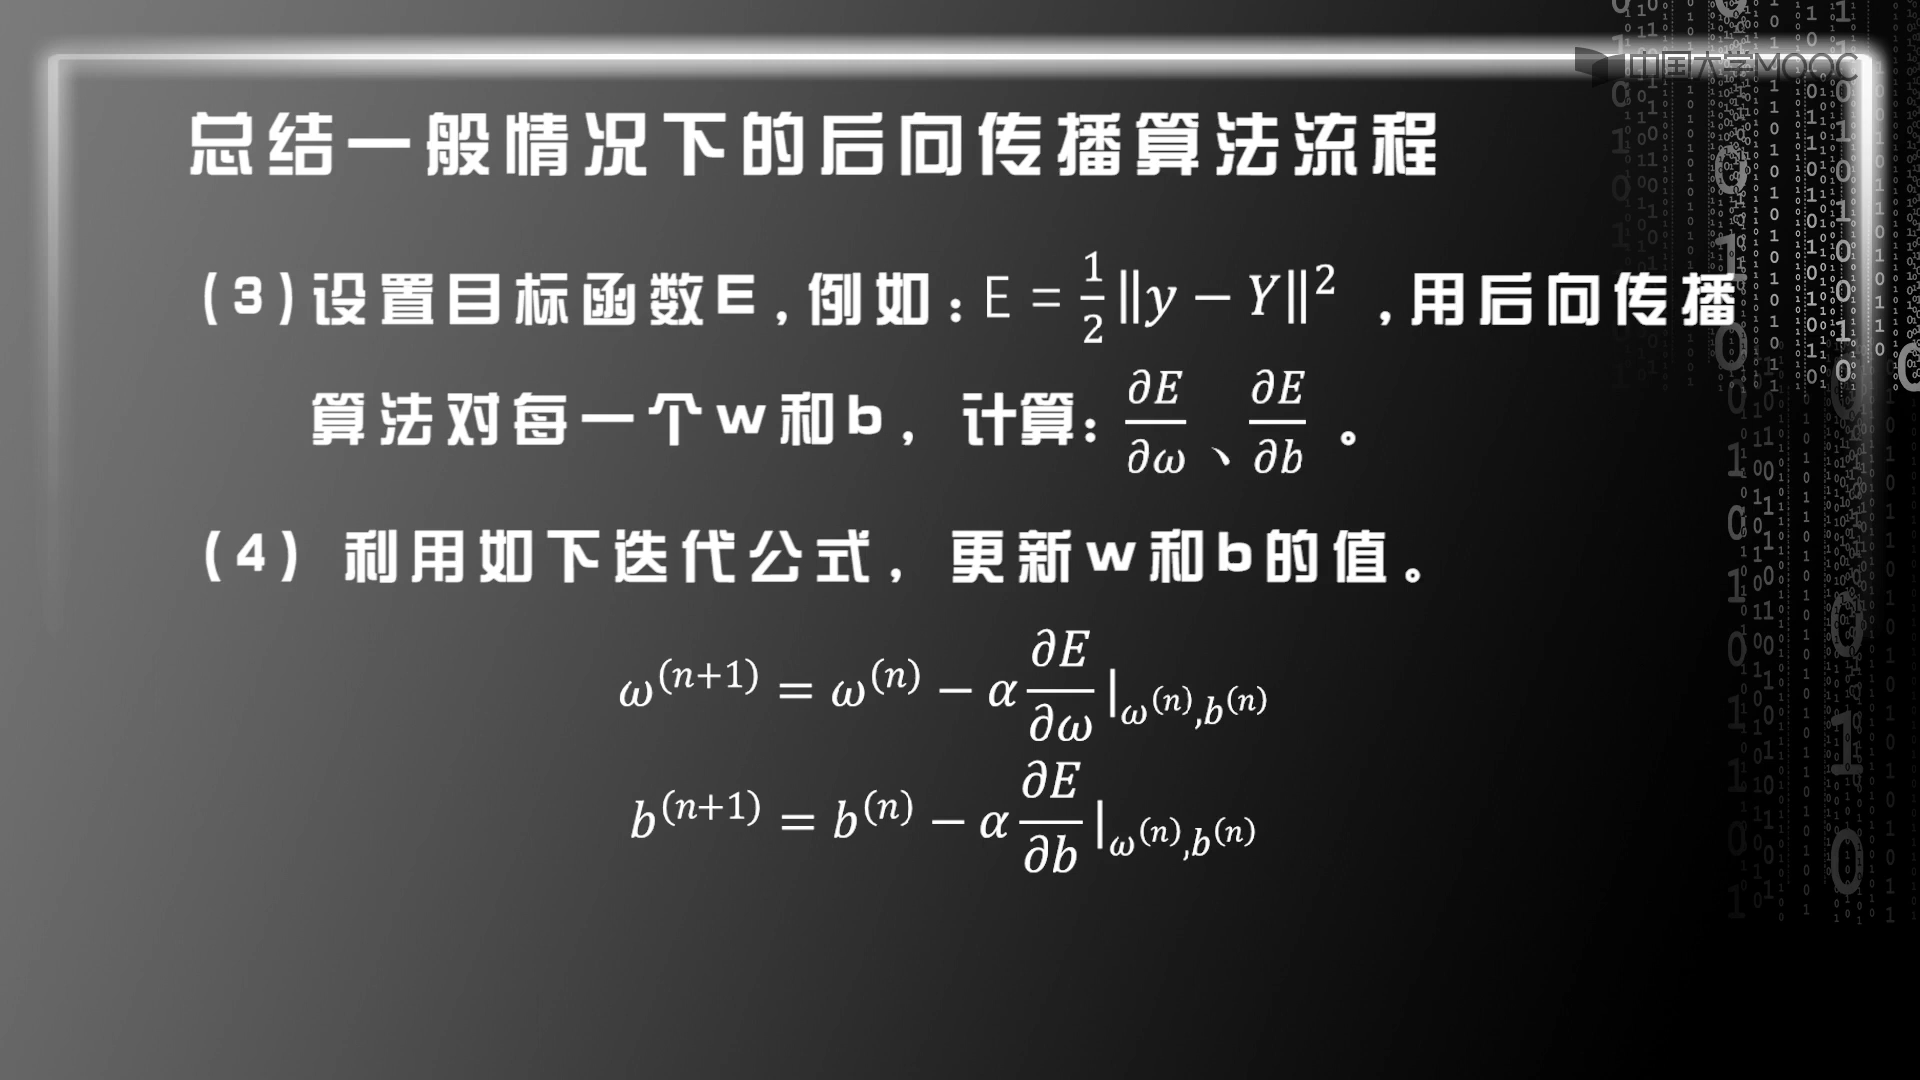 中国大学MOOC
总结一般情况下的后向传播算法流程
(3)设置目标函数E,例如:E = 1/2 ‖y − Y‖² ,用后向传播
算法对每一个w和b, 计算: ∂E/∂ω、∂E/∂b 。
(4) 利用如下迭代公式, 更新w和b的值。
ω^(n+1) = ω^(n) − α ∂E/∂ω |ω^(n),b^(n)
b^(n+1) = b^(n) − α ∂E/∂b |ω^(n),b^(n)